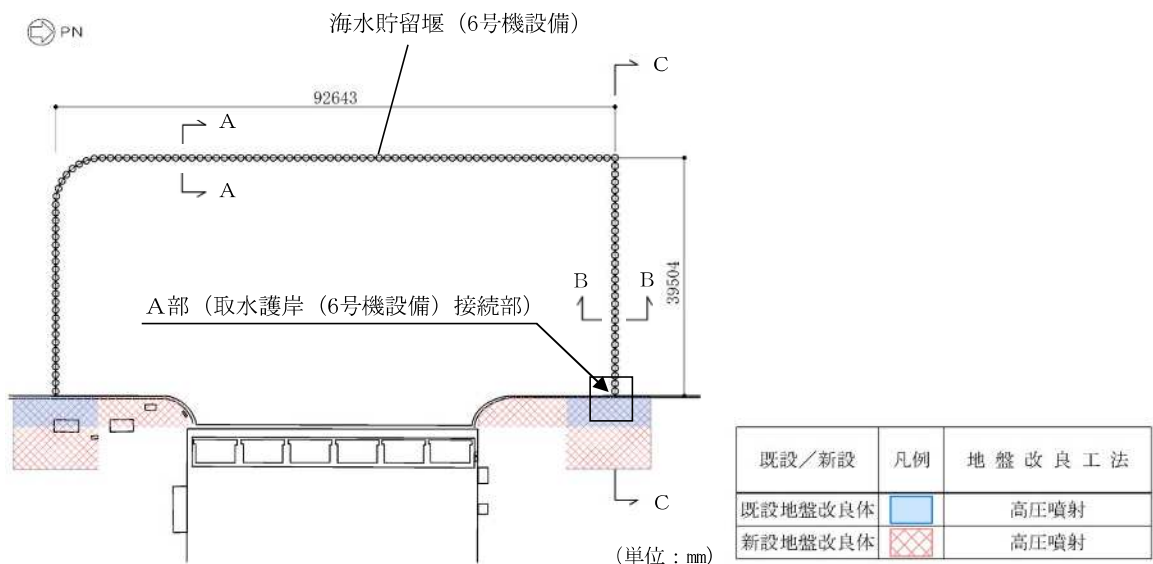 PN
海水貯留堰（6号機設備）
C
92643
A
A
39504
B
B
A部（取水護岸（6号機設備）接続部）
C
（単位：㎜）
既設／新設 凡例 地盤改良工法
既設地盤改良体 高圧噴射
新設地盤改良体 高圧噴射